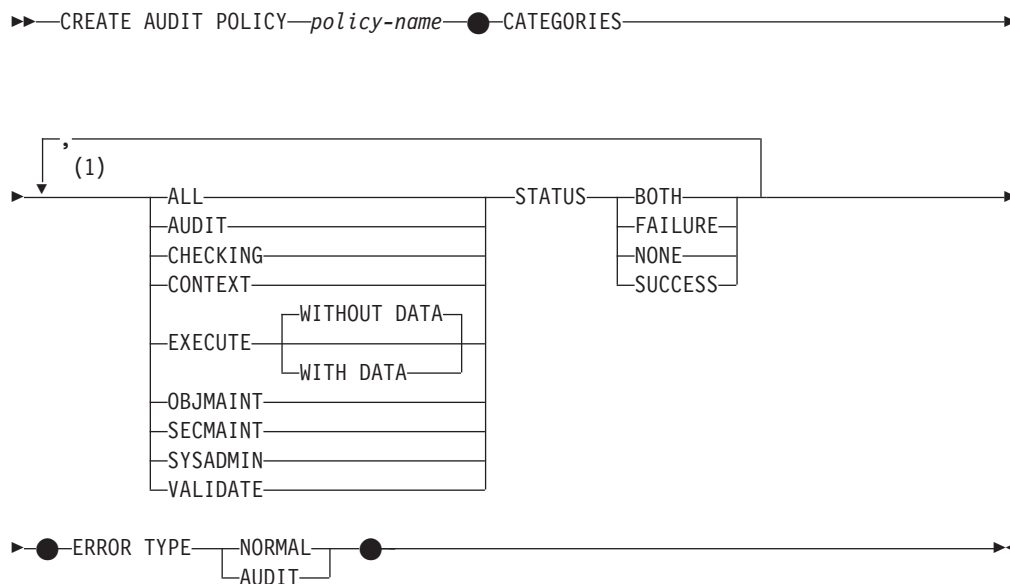 CREATE AUDIT POLICY policy-name CATEGORIES
,
(1)
ALL STATUS BOTH
AUDIT FAILURE
CHECKING NONE
CONTEXT SUCCESS
WITHOUT DATA
EXECUTE
WITH DATA
OBJMAINT
SECMAINT
SYSADMIN
VALIDATE
ERROR TYPE NORMAL
AUDIT